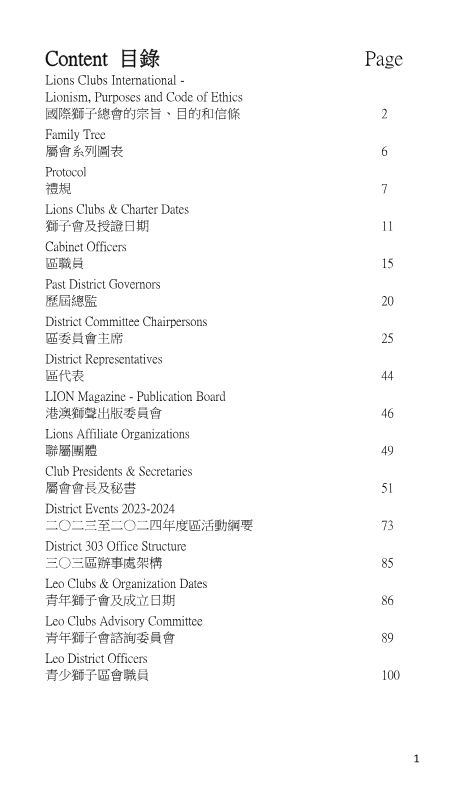 Content 目錄 Page
Lions Clubs International -
Lionism, Purposes and Code of Ethics
國際獅子總會的宗旨、目的和信條 2
Family Tree
屬會系列圖表 6
Protocol
禮規 7
Lions Clubs & Charter Dates
獅子會及授證日期 11
Cabinet Officers
區職員 15
Past District Governors
歷屆總監 20
District Committee Chairpersons
區委員會主席 25
District Representatives
區代表 44
LION Magazine - Publication Board
港澳獅聲出版委員會 46
Lions Affiliate Organizations
聯屬團體 49
Club Presidents & Secretaries
屬會會長及秘書 51
District Events 2023-2024
二〇二三至二〇二四年度區活動綱要 73
District 303 Office Structure
三〇三區辦事處架構 85
Leo Clubs & Organization Dates
青年獅子會及成立日期 86
Leo Clubs Advisory Committee
青年獅子會諮詢委員會 89
Leo District Officers
青少獅子區會職員 100
1